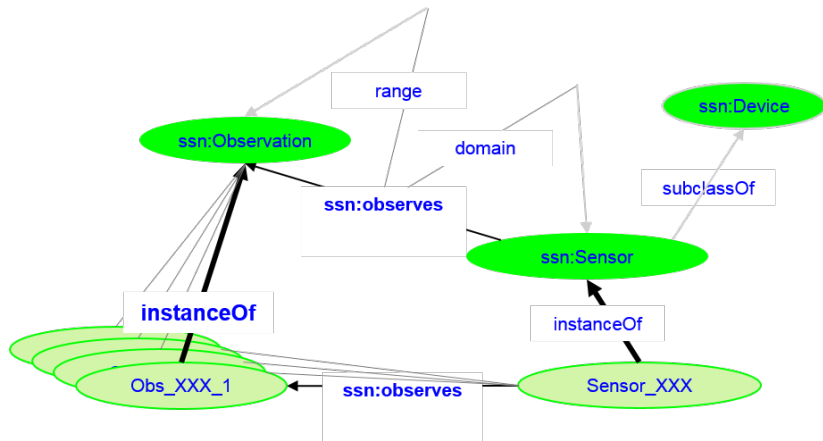 range
ssn:Device
ssn:Observation
domain
subclassOf
ssn:observes
ssn:Sensor
instanceOf
instanceOf
Obs_XXX_1
ssn:observes
Sensor_XXX